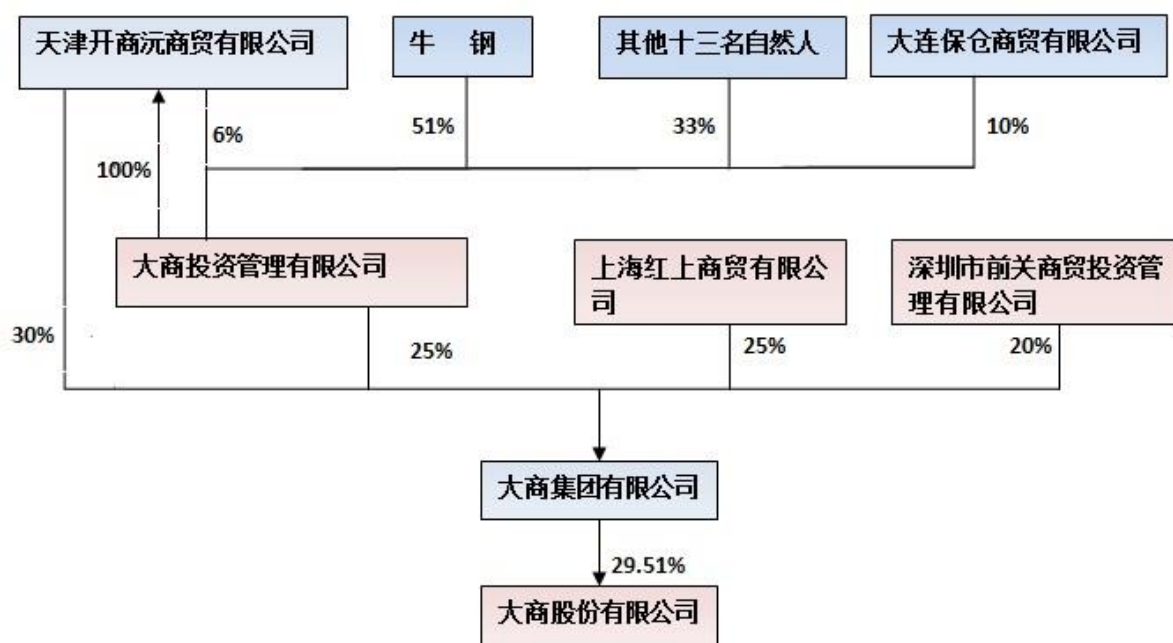 天津开商沅商贸有限公司
牛 钢
其他十三名自然人
大连保仓商贸有限公司
6%
51%
33%
10%
100%
大商投资管理有限公司
上海红上商贸有限公
司
深圳市前关商贸投资管
理有限公司
30%
25%
25%
20%
大商集团有限公司
29.51%
大商股份有限公司